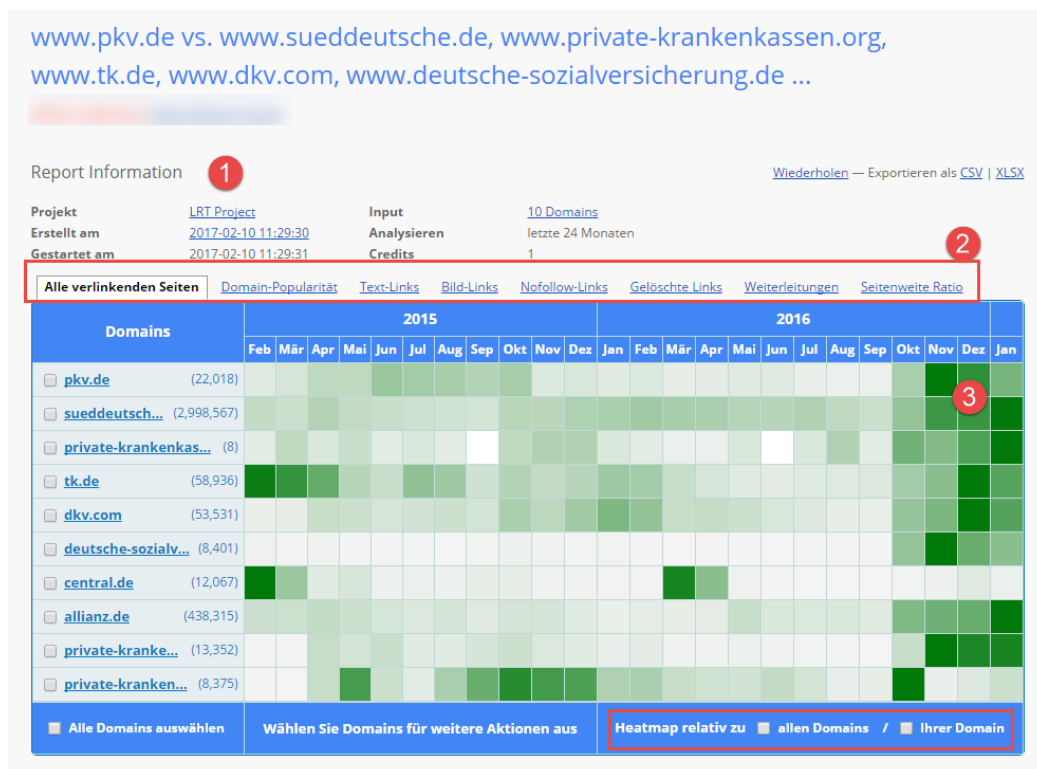 www.pkv.de vs. www.sueddeutsche.de, www.private-krankenkassen.org,
www.tk.de, www.dkv.com, www.deutsche-sozialversicherung.de ...
Report Information 1 Wiederholen — Exportieren als CSV | XLSX
Projekt LRT Project Input 10 Domains
Erstellt am 2017-02-10 11:29:30 Analysieren letzte 24 Monaten
Gestartet am 2017-02-10 11:29:31 Credits 1
2
Alle verlinkenden Seiten Domain-Popularität Text-Links Bild-Links Nofollow-Links Gelöschte Links Weiterleitungen Seitenweite Ratio
Domains 2015 2016
Feb Mär Apr Mai Jun Jul Aug Sep Okt Nov Dez Jan Feb Mär Apr Mai Jun Jul Aug Sep Okt Nov Dez Jan
pkv.de (22,018)
3
sueddeutsch... (2,998,567)
private-krankenkas... (8)
tk.de (58,936)
dkv.com (53,531)
deutsche-sozialv... (8,401)
central.de (12,067)
allianz.de (438,315)
private-kranke... (13,352)
private-kranken... (8,375)
Alle Domains auswählen Wählen Sie Domains für weitere Aktionen aus Heatmap relativ zu allen Domains / Ihrer Domain